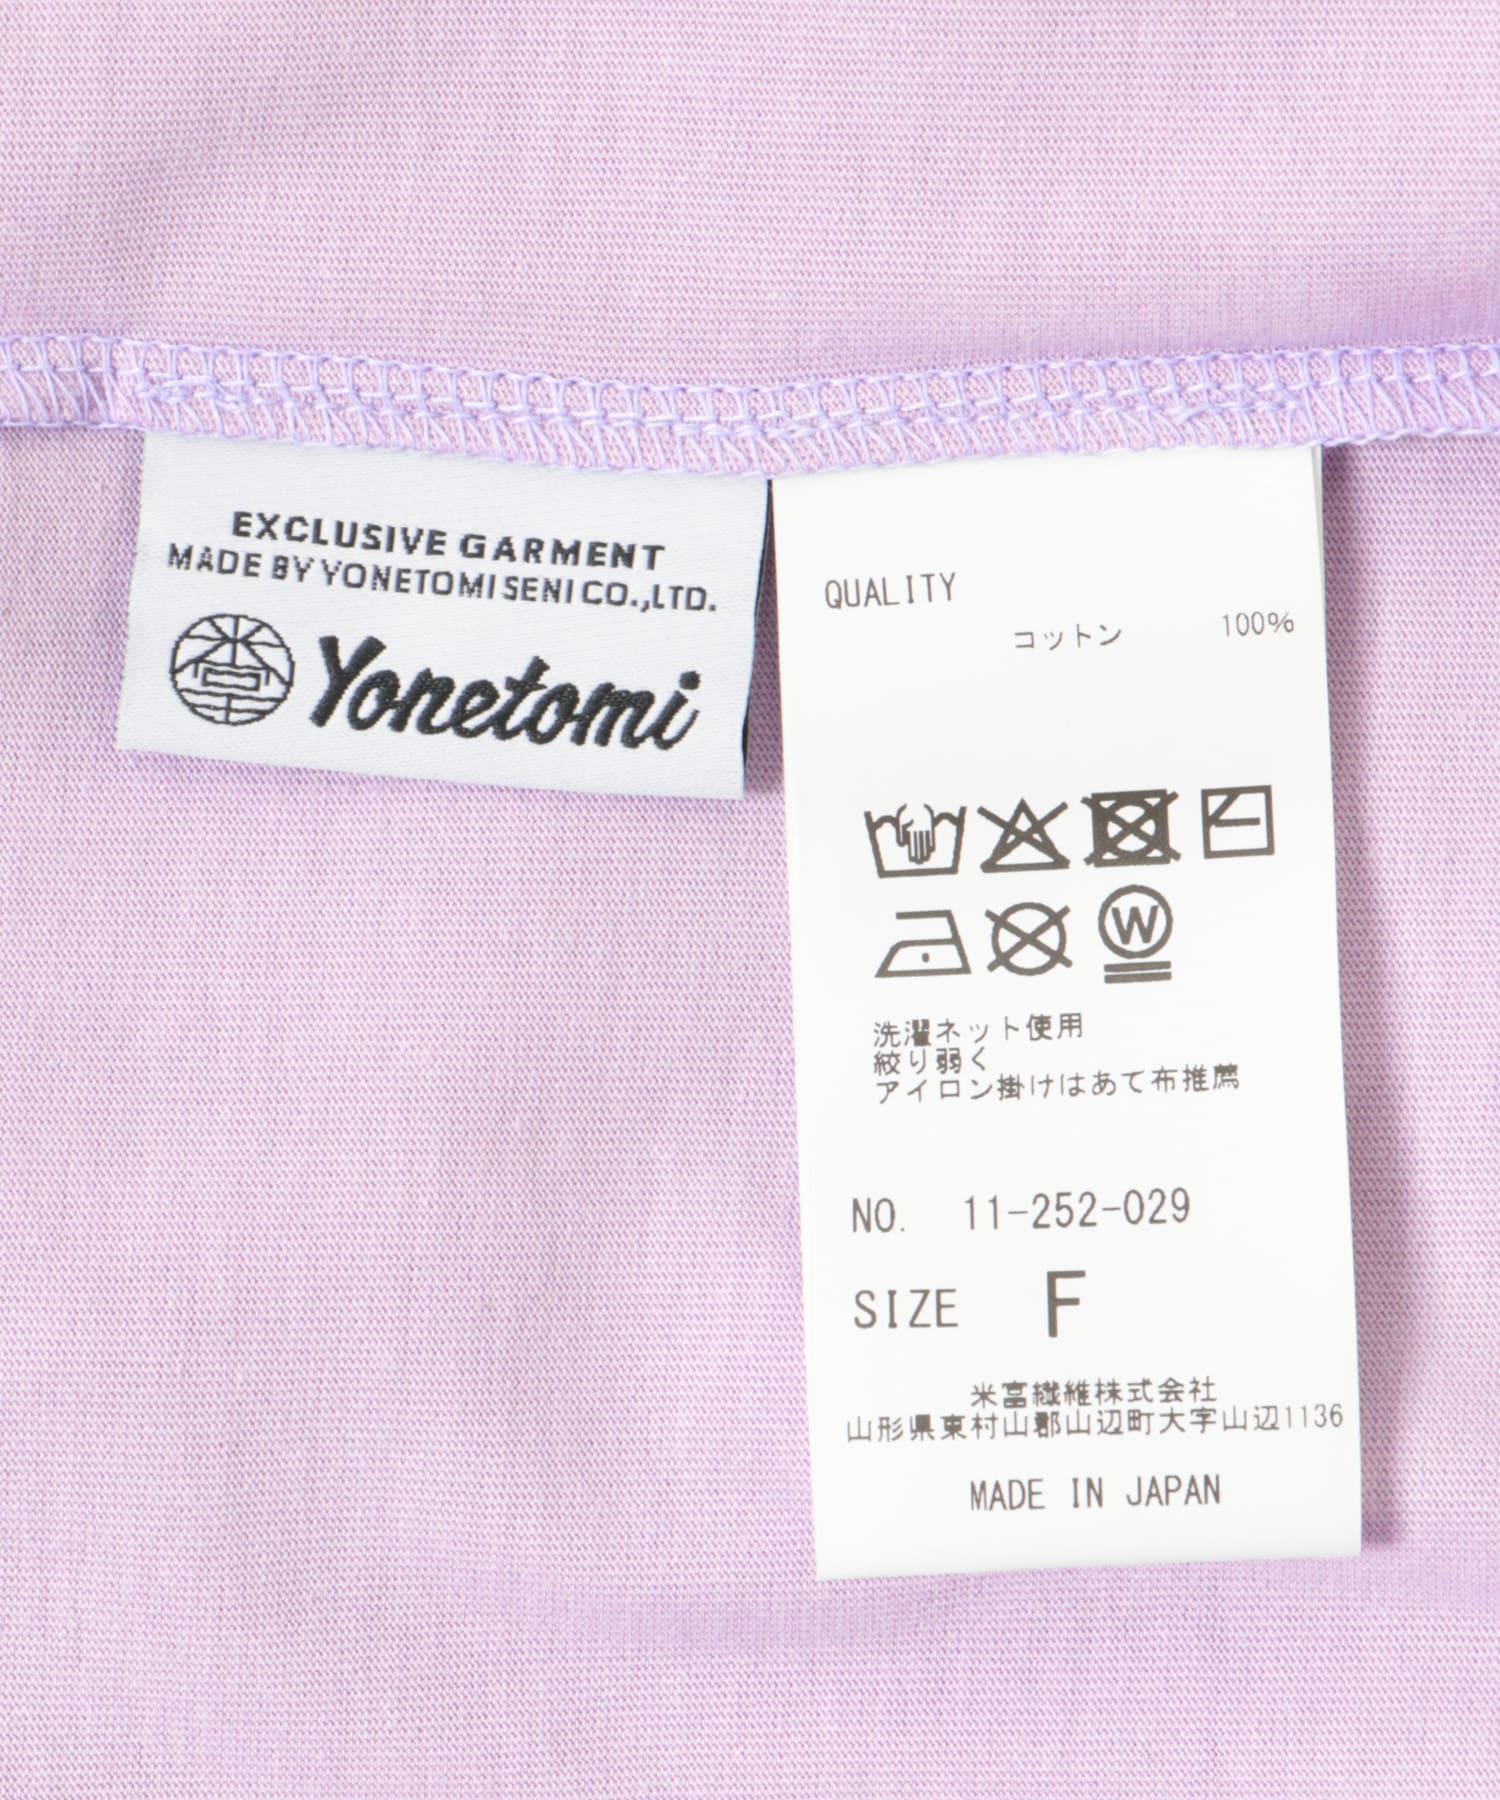 EXCLUSIVE GARMENT
MADE BY YONETOMI SENI CO.,LTD.
Yonetomi
QUALITY
コットン 100%
W
洗濯ネット使用
絞り弱く
アイロン掛けはあて布推薦
NO. 11-252-029
SIZE F
米富繊維株式会社
山形県東村山郡山辺町大字山辺1136
MADE IN JAPAN